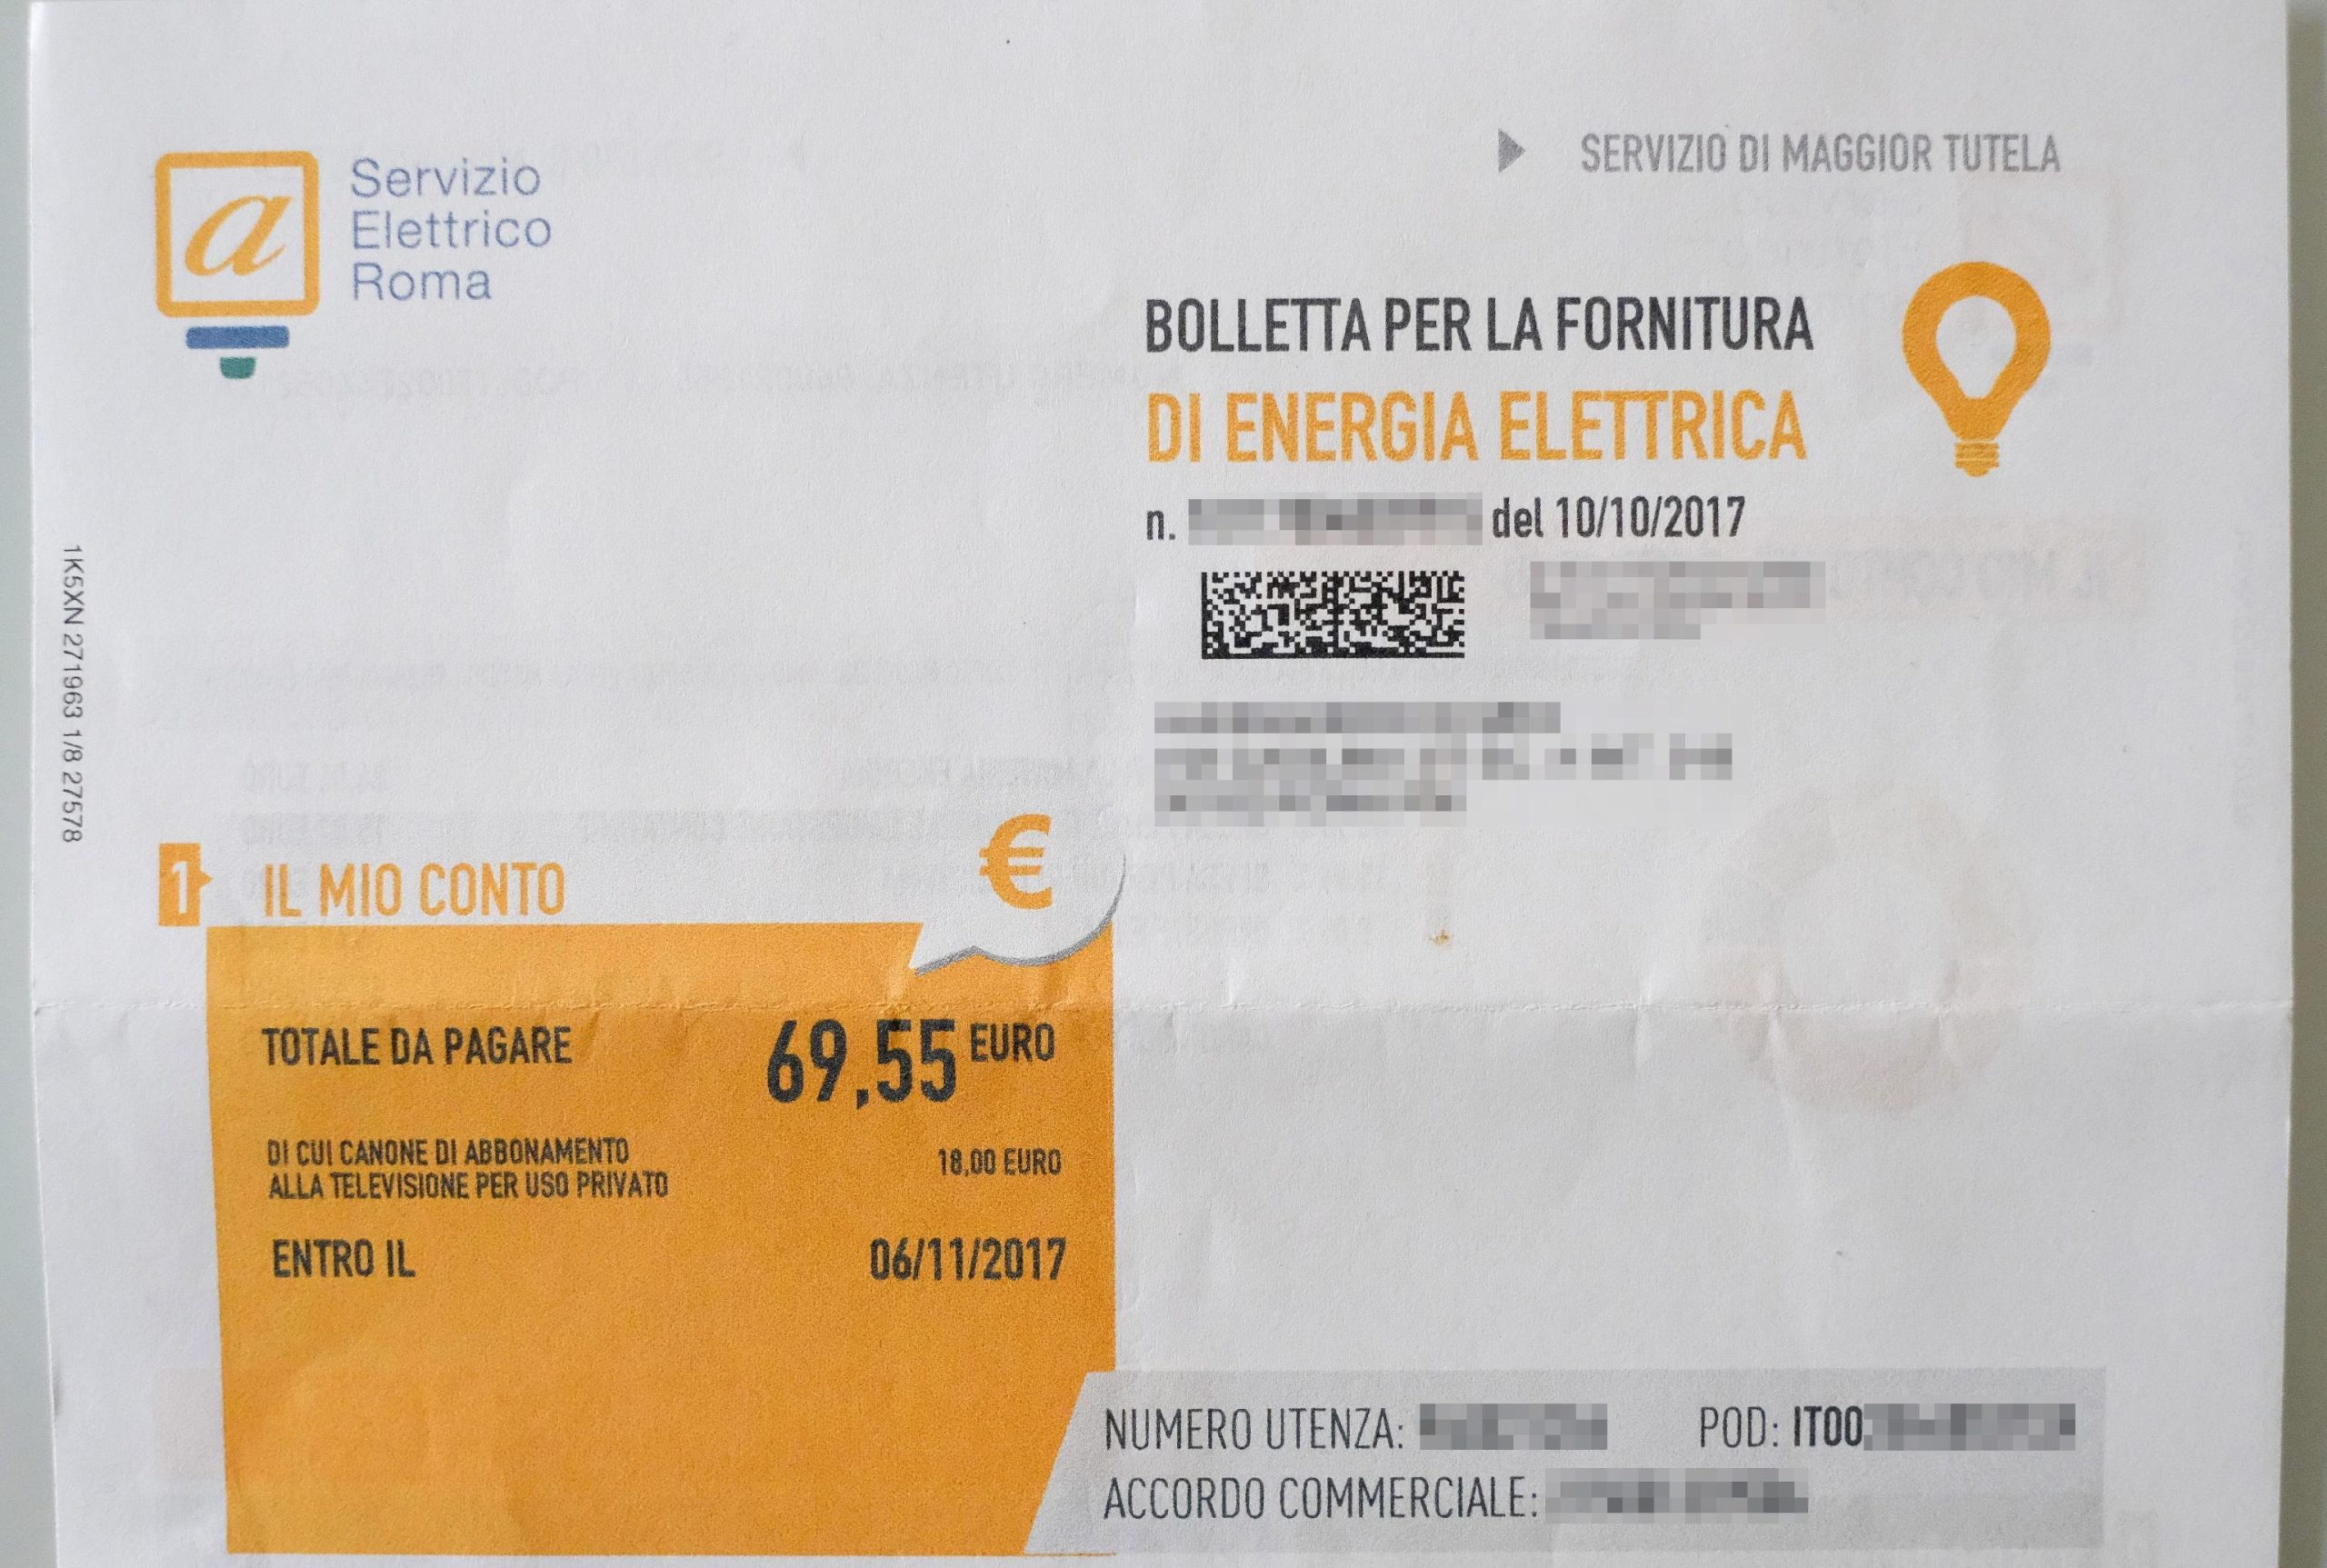 Servizio
Elettrico
Roma
SERVIZIO DI MAGGIOR TUTELA
BOLLETTA PER LA FORNITURA
DI ENERGIA ELETTRICA
n. del 10/10/2017
1K5XN 271963 1/8 27578
1 IL MIO CONTO
€
TOTALE DA PAGARE 69,55 EURO
DI CUI CANONE DI ABBONAMENTO
ALLA TELEVISIONE PER USO PRIVATO 18,00 EURO
ENTRO IL 06/11/2017
NUMERO UTENZA: POD: IT00
ACCORDO COMMERCIALE: